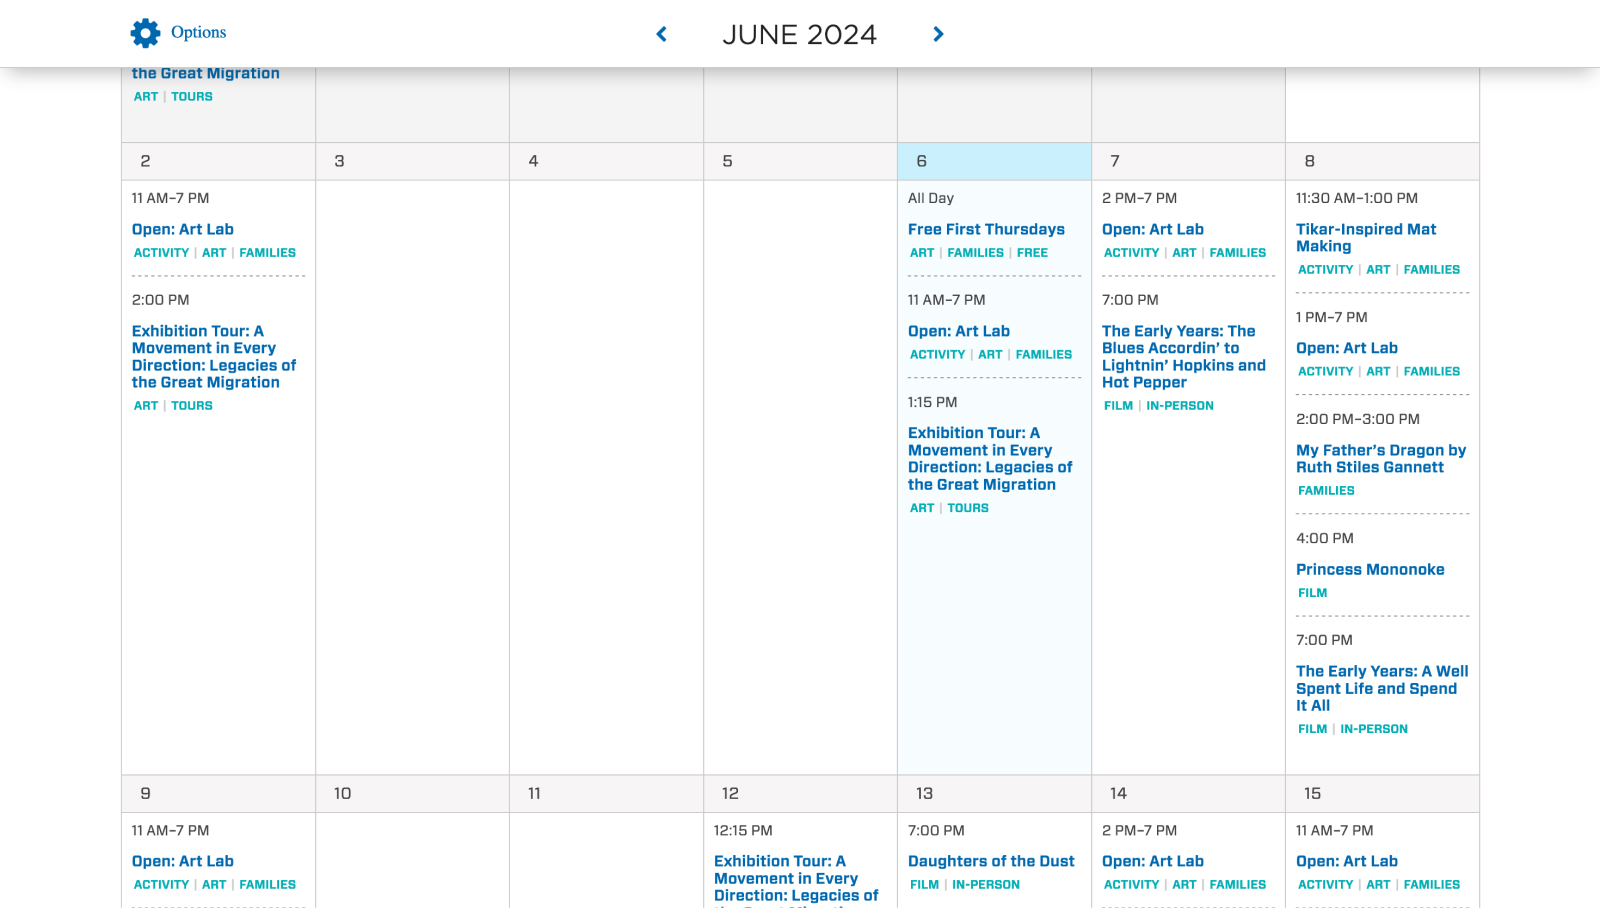 Options
JUNE 2024
the Great Migration
ART | TOURS
2
3
4
5
6
7
8
11 AM–7 PM
Open: Art Lab
ACTIVITY | ART | FAMILIES
2:00 PM
Exhibition Tour: A
Movement in Every
Direction: Legacies of
the Great Migration
ART | TOURS
All Day
Free First Thursdays
ART | FAMILIES | FREE
11 AM–7 PM
Open: Art Lab
ACTIVITY | ART | FAMILIES
1:15 PM
Exhibition Tour: A
Movement in Every
Direction: Legacies of
the Great Migration
ART | TOURS
2 PM–7 PM
Open: Art Lab
ACTIVITY | ART | FAMILIES
7:00 PM
The Early Years: The
Blues Accordin’ to
Lightnin’ Hopkins and
Hot Pepper
FILM | IN-PERSON
11:30 AM–1:00 PM
Tikar-Inspired Mat
Making
ACTIVITY | ART | FAMILIES
1 PM–7 PM
Open: Art Lab
ACTIVITY | ART | FAMILIES
2:00 PM–3:00 PM
My Father’s Dragon by
Ruth Stiles Gannett
FAMILIES
4:00 PM
Princess Mononoke
FILM
7:00 PM
The Early Years: A Well
Spent Life and Spend
It All
FILM | IN-PERSON
9
10
11
12
13
14
15
11 AM–7 PM
Open: Art Lab
ACTIVITY | ART | FAMILIES
12:15 PM
Exhibition Tour: A
Movement in Every
Direction: Legacies of
7:00 PM
Daughters of the Dust
FILM | IN-PERSON
2 PM–7 PM
Open: Art Lab
ACTIVITY | ART | FAMILIES
11 AM–7 PM
Open: Art Lab
ACTIVITY | ART | FAMILIES